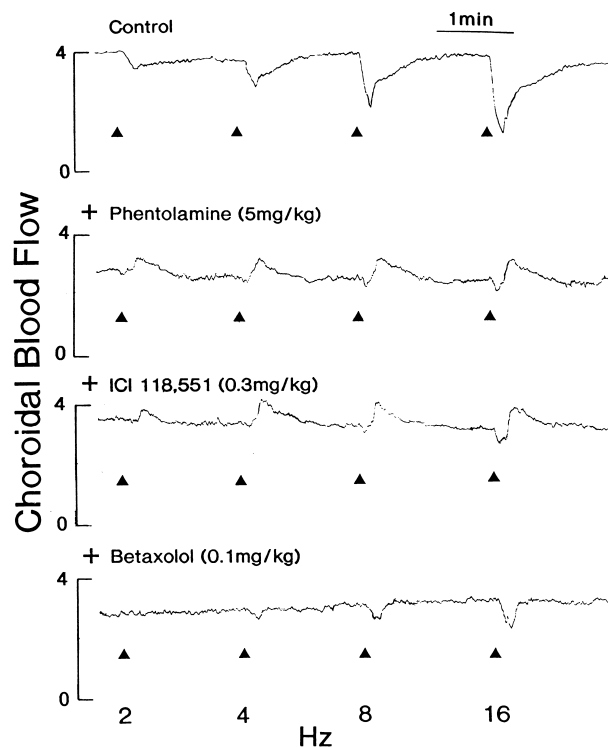 Control
1min
4
0
+ Phentolamine (5mg/kg)
4
0
+ ICI 118,551 (0.3mg/kg)
4
0
+ Betaxolol (0.1mg/kg)
4
0
2 4 8 16
Hz
Choroidal Blood Flow